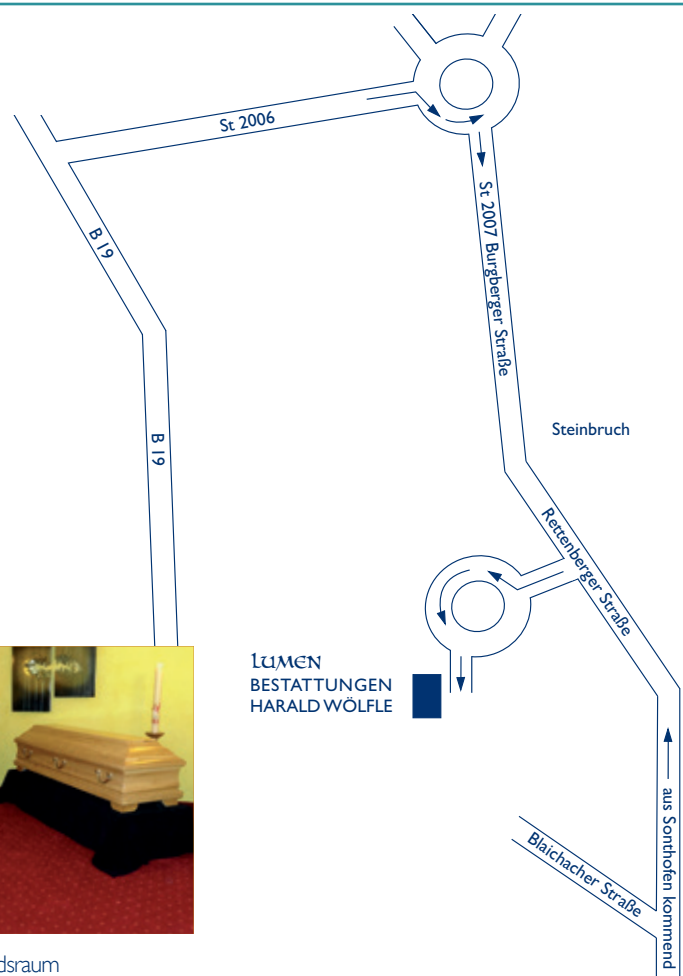 St 2006
B 19
St 2007 Burgberger Straße
Steinbruch
B 19
Rettenberger Straße
LUMEN
BESTATTUNGEN
HARALD WÖLFLE
aus Sonthofen kommend
Blaichacher Straße